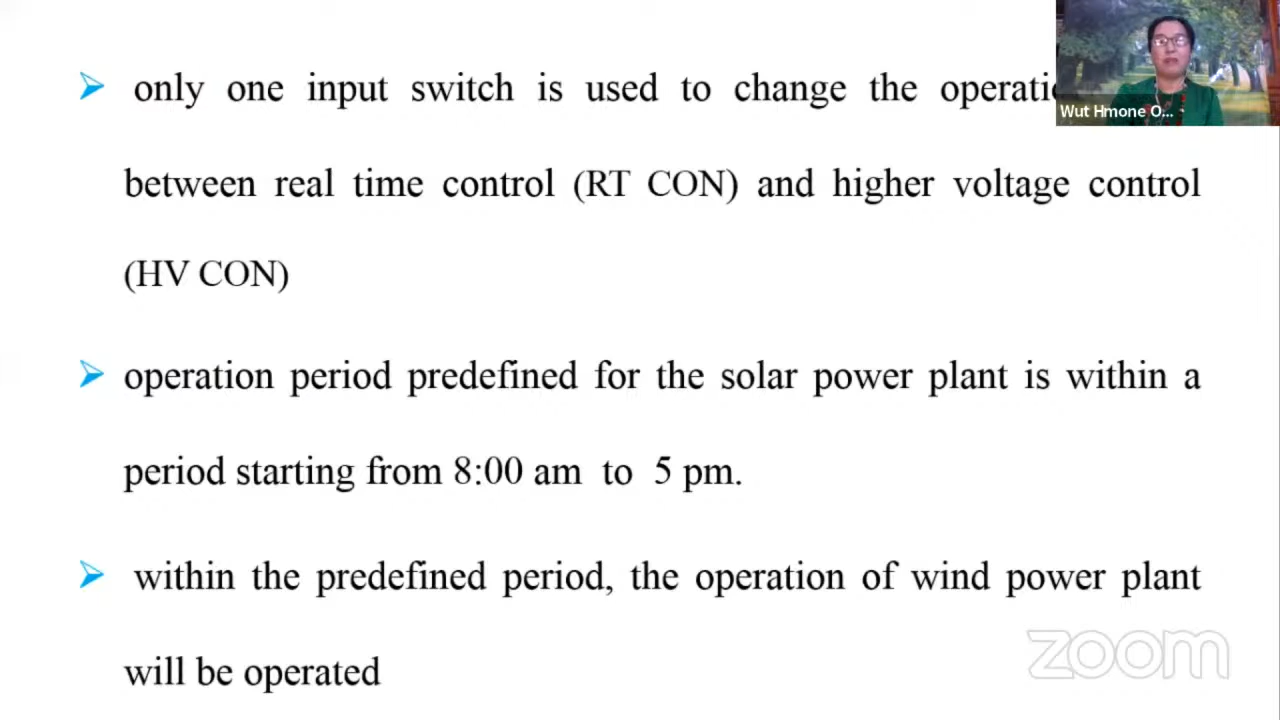 only one input switch is used to change the
between real time control (RT CON) and higher voltage control
(HV CON)
operation period predefined for the solar power plant is within a
period starting from 8:00 am to 5 pm.
within the predefined period, the operation of wind power plant
will be operated
Wut Hmone O...
zoom